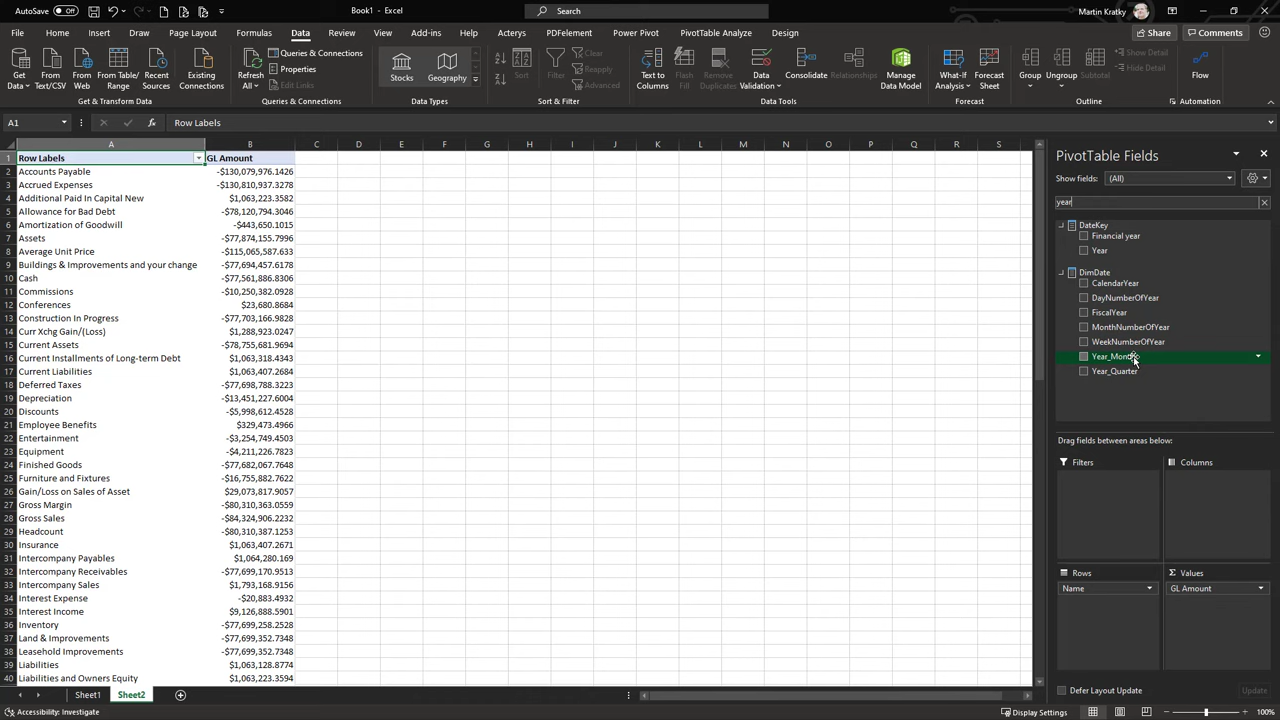 AutoSave Off Book1 - Excel Search Martin Kratky
File Home Insert Draw Page Layout Formulas Data Review View Add-ins Help Acterys PDFelement Power Pivot PivotTable Analyze Design Share Comments
Get Data From Text/CSV From Web From Table/Range Recent Sources Existing Connections
Get & Transform Data
Refresh All Queries & Connections Properties Edit Links
Queries & Connections
Stocks Geography
Data Types
Sort Filter Clear Reapply Advanced
Sort & Filter
Text to Columns Flash Fill Remove Duplicates Data Validation Consolidate Relationships Manage Data Model
Data Tools
What-If Analysis Forecast Sheet
Forecast
Group Ungroup Subtotal Show Detail Hide Detail
Outline
Flow
Automation
A1 fx Row Labels
A B C D E F G H I J K L M N O P Q R S
1 Row Labels GL Amount
2 Accounts Payable -$130,079,976.1426
3 Accrued Expenses -$130,810,937.3278
4 Additional Paid In Capital New $1,063,223.3582
5 Allowance for Bad Debt -$78,120,794.3046
6 Amortization of Goodwill -$443,650.1015
7 Assets -$77,874,155.7996
8 Average Unit Price -$115,065,587.633
9 Buildings & Improvements and your change -$77,694,457.6178
10 Cash -$77,561,886.8306
11 Commissions -$10,250,382.0928
12 Conferences $23,680.8684
13 Construction In Progress -$77,703,166.9828
14 Curr Xchg Gain/(Loss) $1,288,923.0247
15 Current Assets -$78,755,681.9694
16 Current Installments of Long-term Debt $1,063,318.4343
17 Current Liabilities $1,063,407.2684
18 Deferred Taxes -$77,698,788.3223
19 Depreciation -$13,451,227.6004
20 Discounts -$5,998,612.4528
21 Employee Benefits $329,473.4966
22 Entertainment -$3,254,749.4503
23 Equipment -$4,211,226.7823
24 Finished Goods -$77,682,067.7648
25 Furniture and Fixtures -$16,755,882.7622
26 Gain/Loss on Sales of Asset $29,073,817.9057
27 Gross Margin -$80,310,363.0559
28 Gross Sales -$84,324,906.2232
29 Headcount -$80,310,387.1253
30 Insurance $1,063,407.2671
31 Intercompany Payables $1,064,280.169
32 Intercompany Receivables -$77,699,170.9513
33 Intercompany Sales $1,793,168.9156
34 Interest Expense -$20,883.4932
35 Interest Income $9,126,888.5901
36 Inventory -$77,699,258.2528
37 Land & Improvements -$77,699,352.7348
38 Leasehold Improvements -$77,699,352.7348
39 Liabilities $1,063,128.8774
40 Liabilities and Owners Equity $1,063,223.3594
PivotTable Fields
Show fields: (All)
year
DateKey
Financial year
Year
DimDate
CalendarYear
DayNumberOfYear
FiscalYear
MonthNumberOfYear
WeekNumberOfYear
Year_Month
Year_Quarter
Drag fields between areas below:
Filters Columns
Rows Σ Values
Name GL Amount
Defer Layout Update Update
Sheet1 Sheet2
Accessibility: Investigate Display Settings 100%